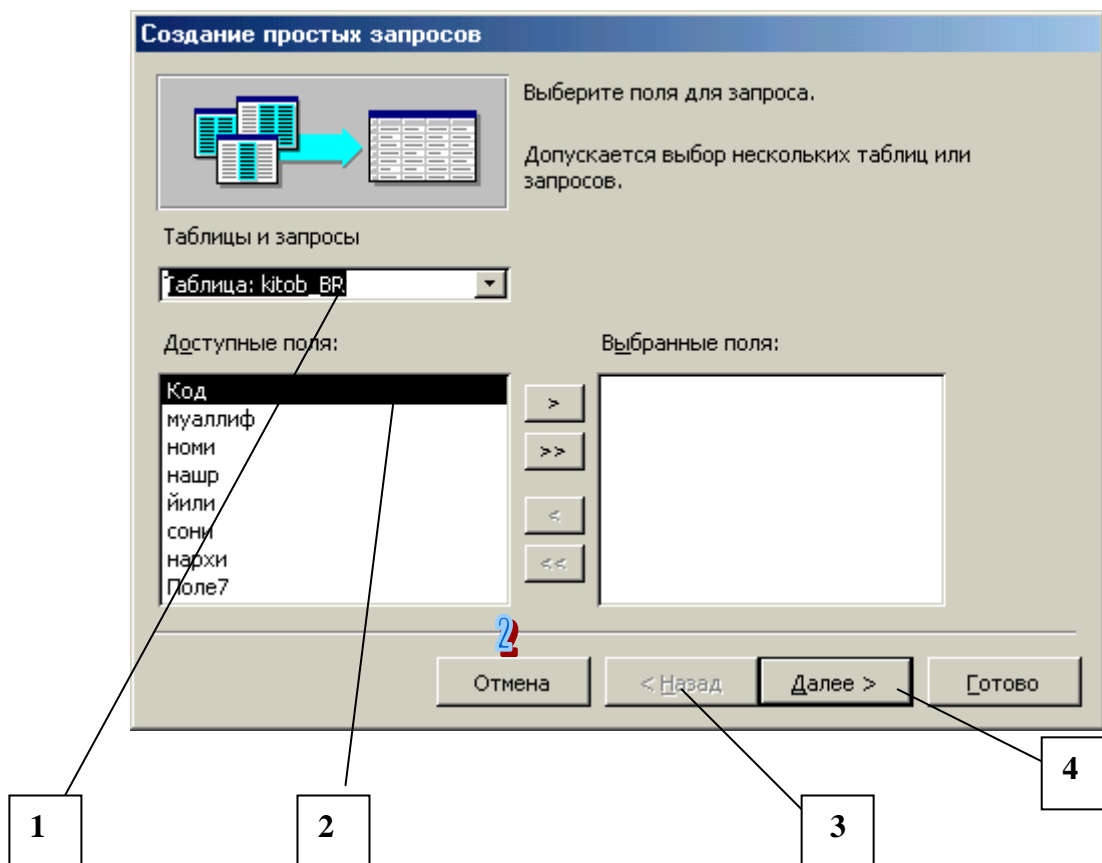 Создание простых запросов
Выберите поля для запроса.
Допускается выбор нескольких таблиц или
запросов.
Таблицы и запросы
Таблица: kitob_BR
Доступные поля:
Выбранные поля:
Код
муаллиф
номи
нашр
йили
сони
нархи
Поле7
>
>>
<
<<
2
Отмена
< Назад
Далее >
Готово
1
2
3
4